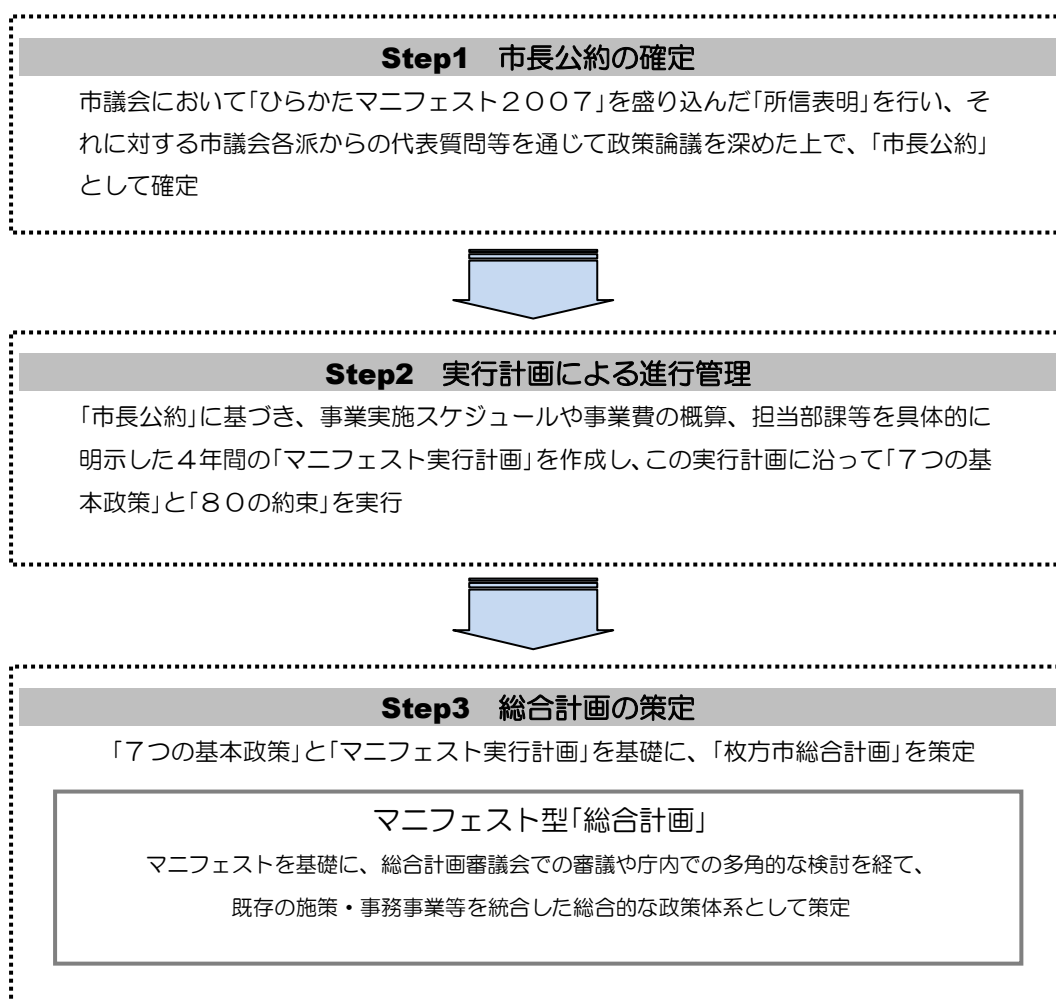 Step1　市長公約の確定
市議会において「ひらかたマニフェスト２００７」を盛り込んだ「所信表明」を行い、そ
れに対する市議会各派からの代表質問等を通じて政策論議を深めた上で、「市長公約」
として確定
Step2　実行計画による進行管理
「市長公約」に基づき、事業実施スケジュールや事業費の概算、担当部課等を具体的に
明示した４年間の「マニフェスト実行計画」を作成し、この実行計画に沿って「７つの基
本政策」と「８０の約束」を実行
Step3　総合計画の策定
「７つの基本政策」と「マニフェスト実行計画」を基礎に、「枚方市総合計画」を策定
マニフェスト型「総合計画」
マニフェストを基礎に、総合計画審議会での審議や庁内での多角的な検討を経て、
既存の施策・事務事業等を統合した総合的な政策体系として策定